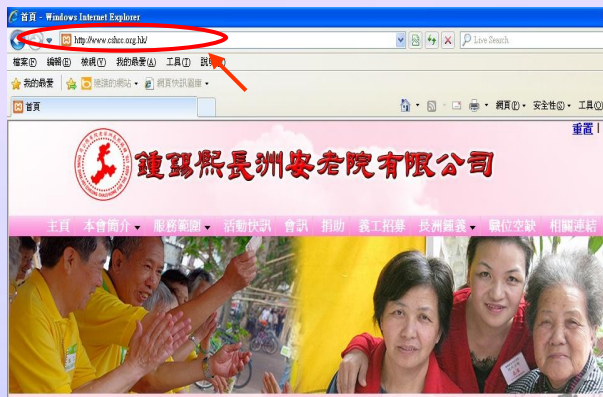 首頁 - Windows Internet Explorer
http://www.cshcc.org.hk/
Live Search
檔案(F) 編輯(E) 檢視(V) 我的最愛(A) 工具(T)
我的最愛 建議的網站 網頁快訊圖庫
首頁 網頁(P) 安全性(S) 工具(O)
重置 |
鍾錫熙長洲安老院有限公司
主頁 本會簡介 服務範圍 活動快訊 會訊 捐助 義工招募 長洲鍾義 職位空缺 相關連結